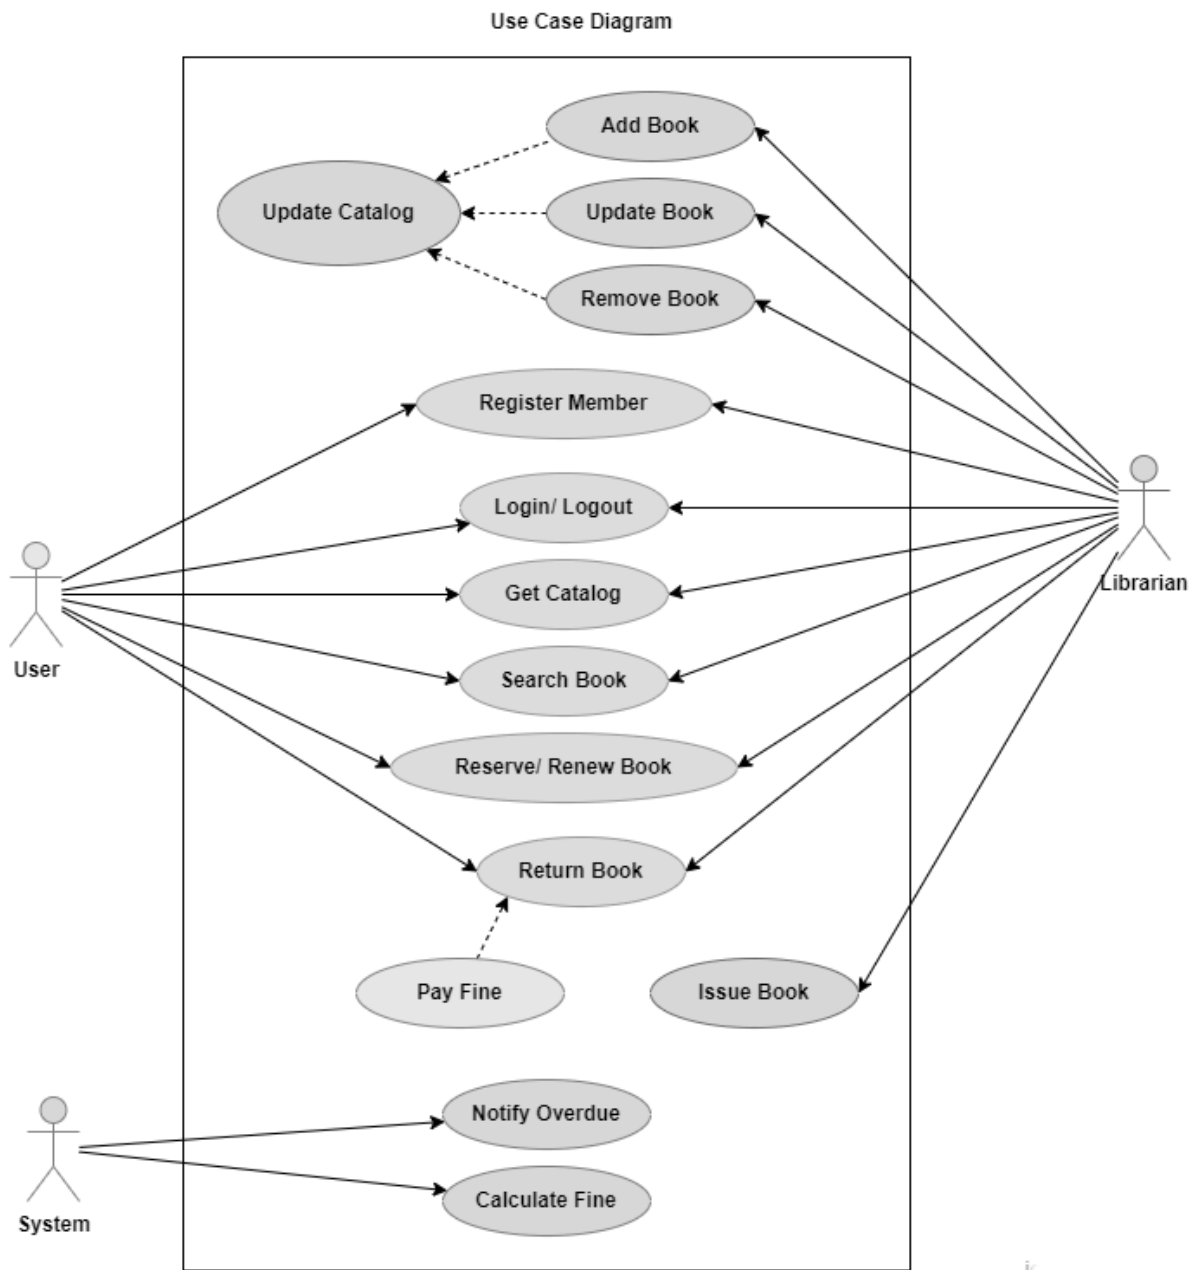 Use Case Diagram
Add Book
Update Catalog
Update Book
Remove Book
Register Member
Login/ Logout
Get Catalog
Librarian
User
Search Book
Reserve/ Renew Book
Return Book
Pay Fine
Issue Book
Notify Overdue
Calculate Fine
System